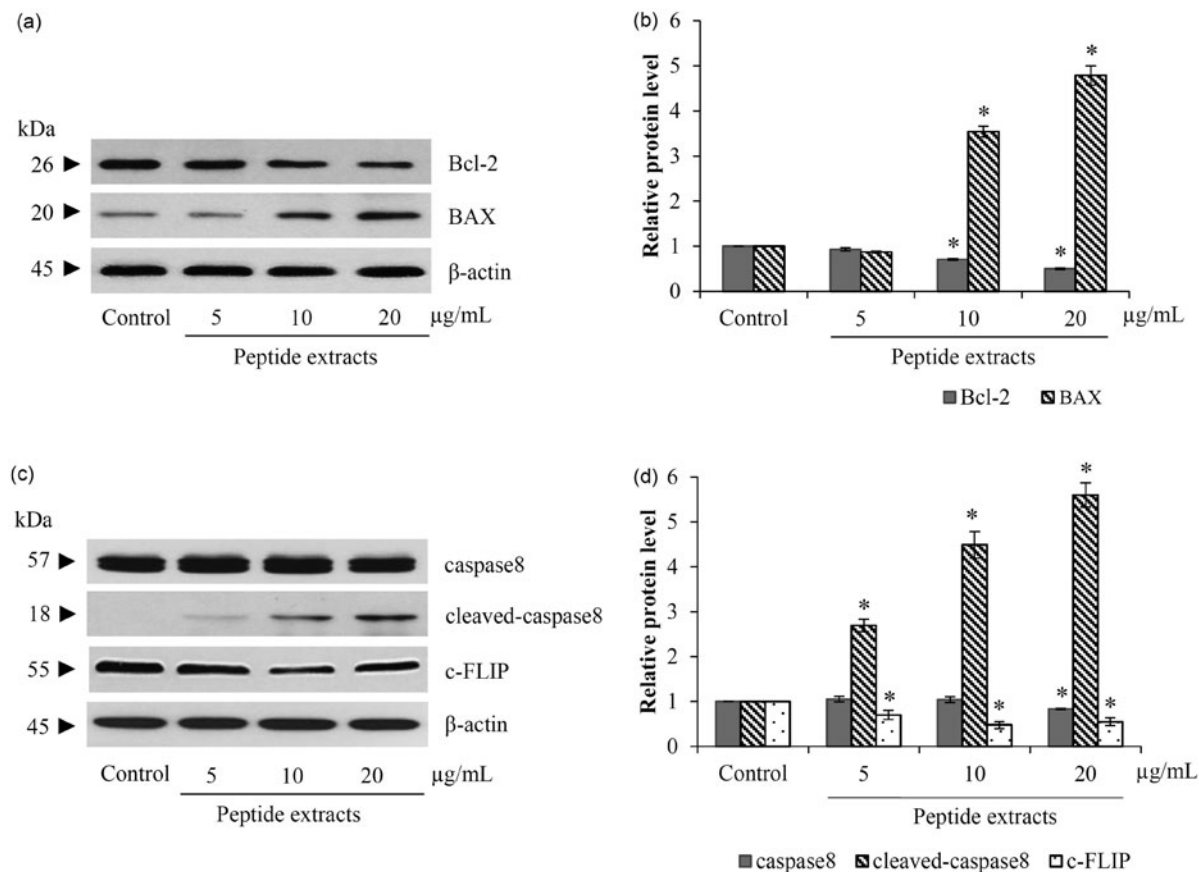 (a)
kDa
26 ► Bcl-2
20 ► BAX
45 ► β-actin
Control 5 10 20 µg/mL
Peptide extracts
(b)
Relative protein level
6
5
4
3
2
1
0
*
*
*
*
Control 5 10 20 µg/mL
Peptide extracts
Bcl-2 BAX
(c)
kDa
57 ► caspase8
18 ► cleaved-caspase8
55 ► c-FLIP
45 ► β-actin
Control 5 10 20 µg/mL
Peptide extracts
(d)
Relative protein level
6
5
4
3
2
1
0
*
*
*
*
*
*
*
Control 5 10 20 µg/mL
Peptide extracts
caspase8 cleaved-caspase8 c-FLIP